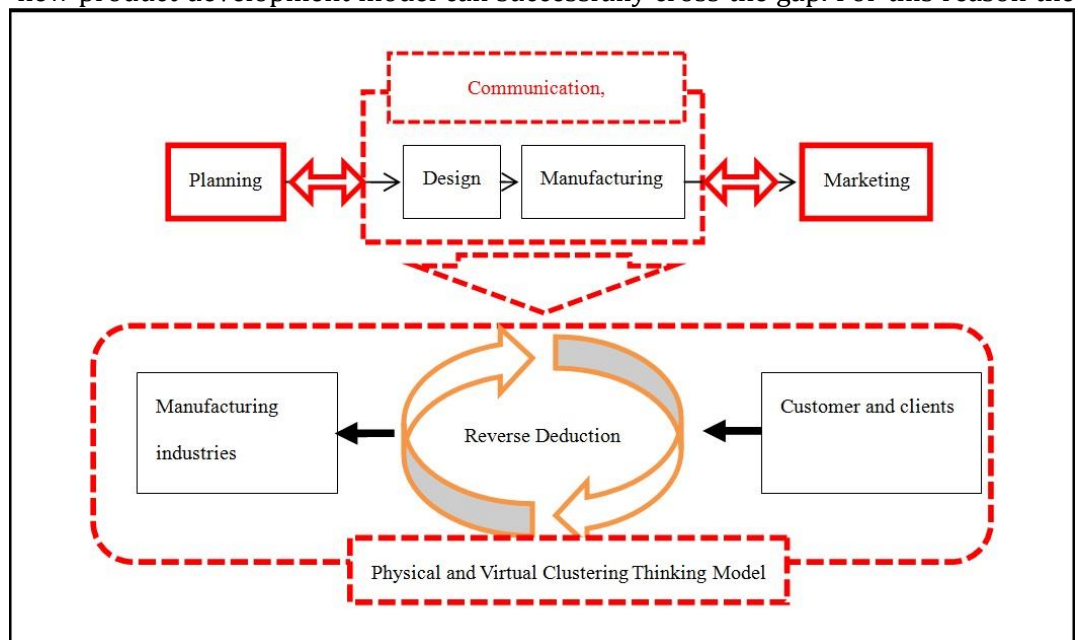 new product development model can successfully cross the gap. For this reason the
Communication,
Planning
Design
Manufacturing
Marketing
Manufacturing
industries
Reverse Deduction
Customer and clients
Physical and Virtual Clustering Thinking Model